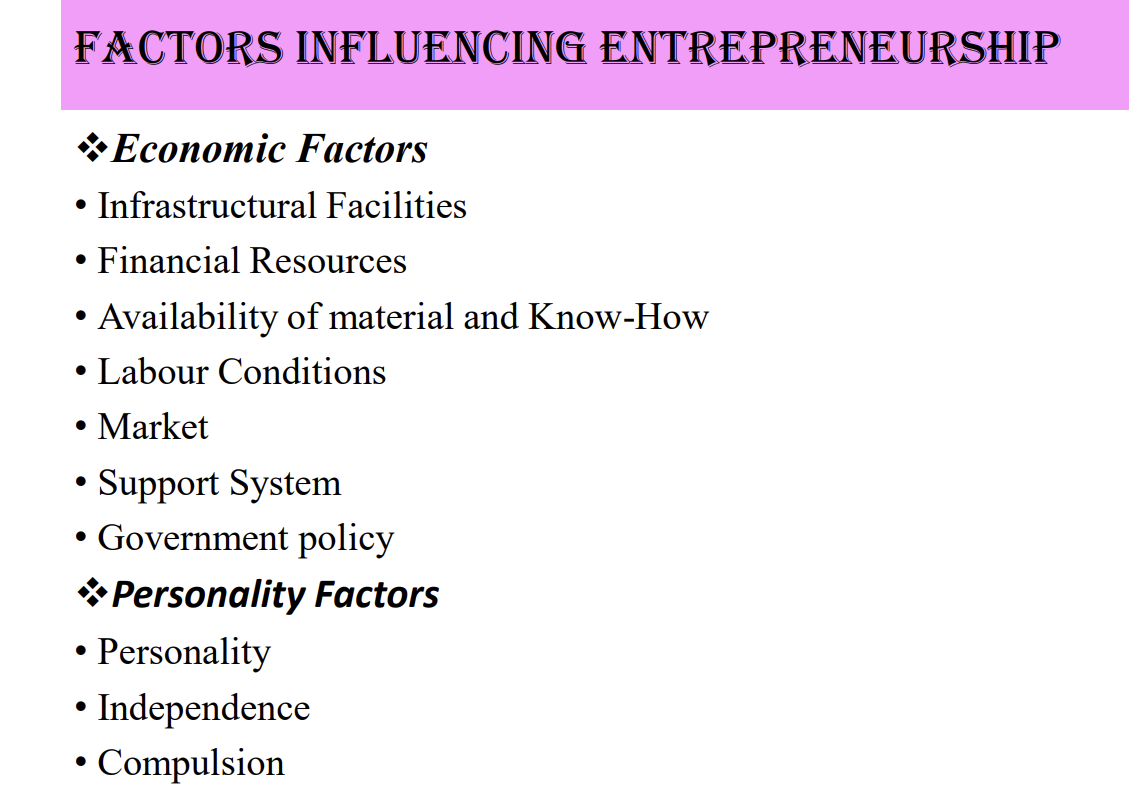 FACTORS INFLUENCING ENTREPRENEURSHIP
❖Economic Factors
• Infrastructural Facilities
• Financial Resources
• Availability of material and Know-How
• Labour Conditions
• Market
• Support System
• Government policy
❖Personality Factors
• Personality
• Independence
• Compulsion